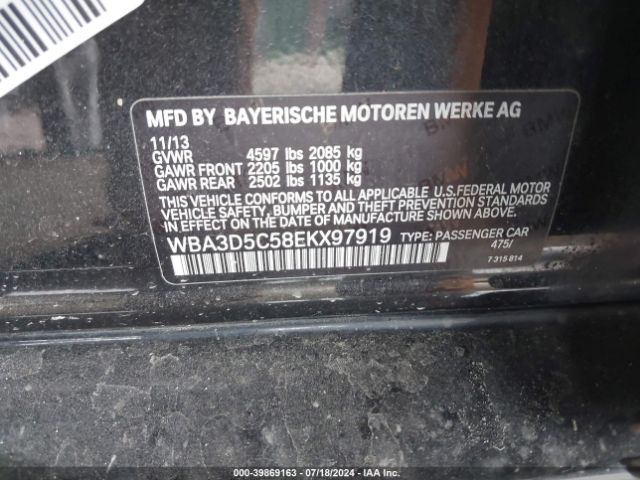 MFD BY BAYERISCHE MOTOREN WERKE AG
11/13
GVWR 4597 lbs 2085 kg
GAWR FRONT 2205 lbs 1000 kg
GAWR REAR 2502 lbs 1135 kg
THIS VEHICLE CONFORMS TO ALL APPLICABLE U.S.FEDERAL MOTOR
VEHICLE SAFETY, BUMPER AND THEFT PREVENTION STANDARDS
IN EFFECT ON THE DATE OF MANUFACTURE SHOWN ABOVE.
WBA3D5C58EKX97919 TYPE: PASSENGER CAR
475/
7 315 814
000-39869163 / 07/18/2024 / IAA Inc.